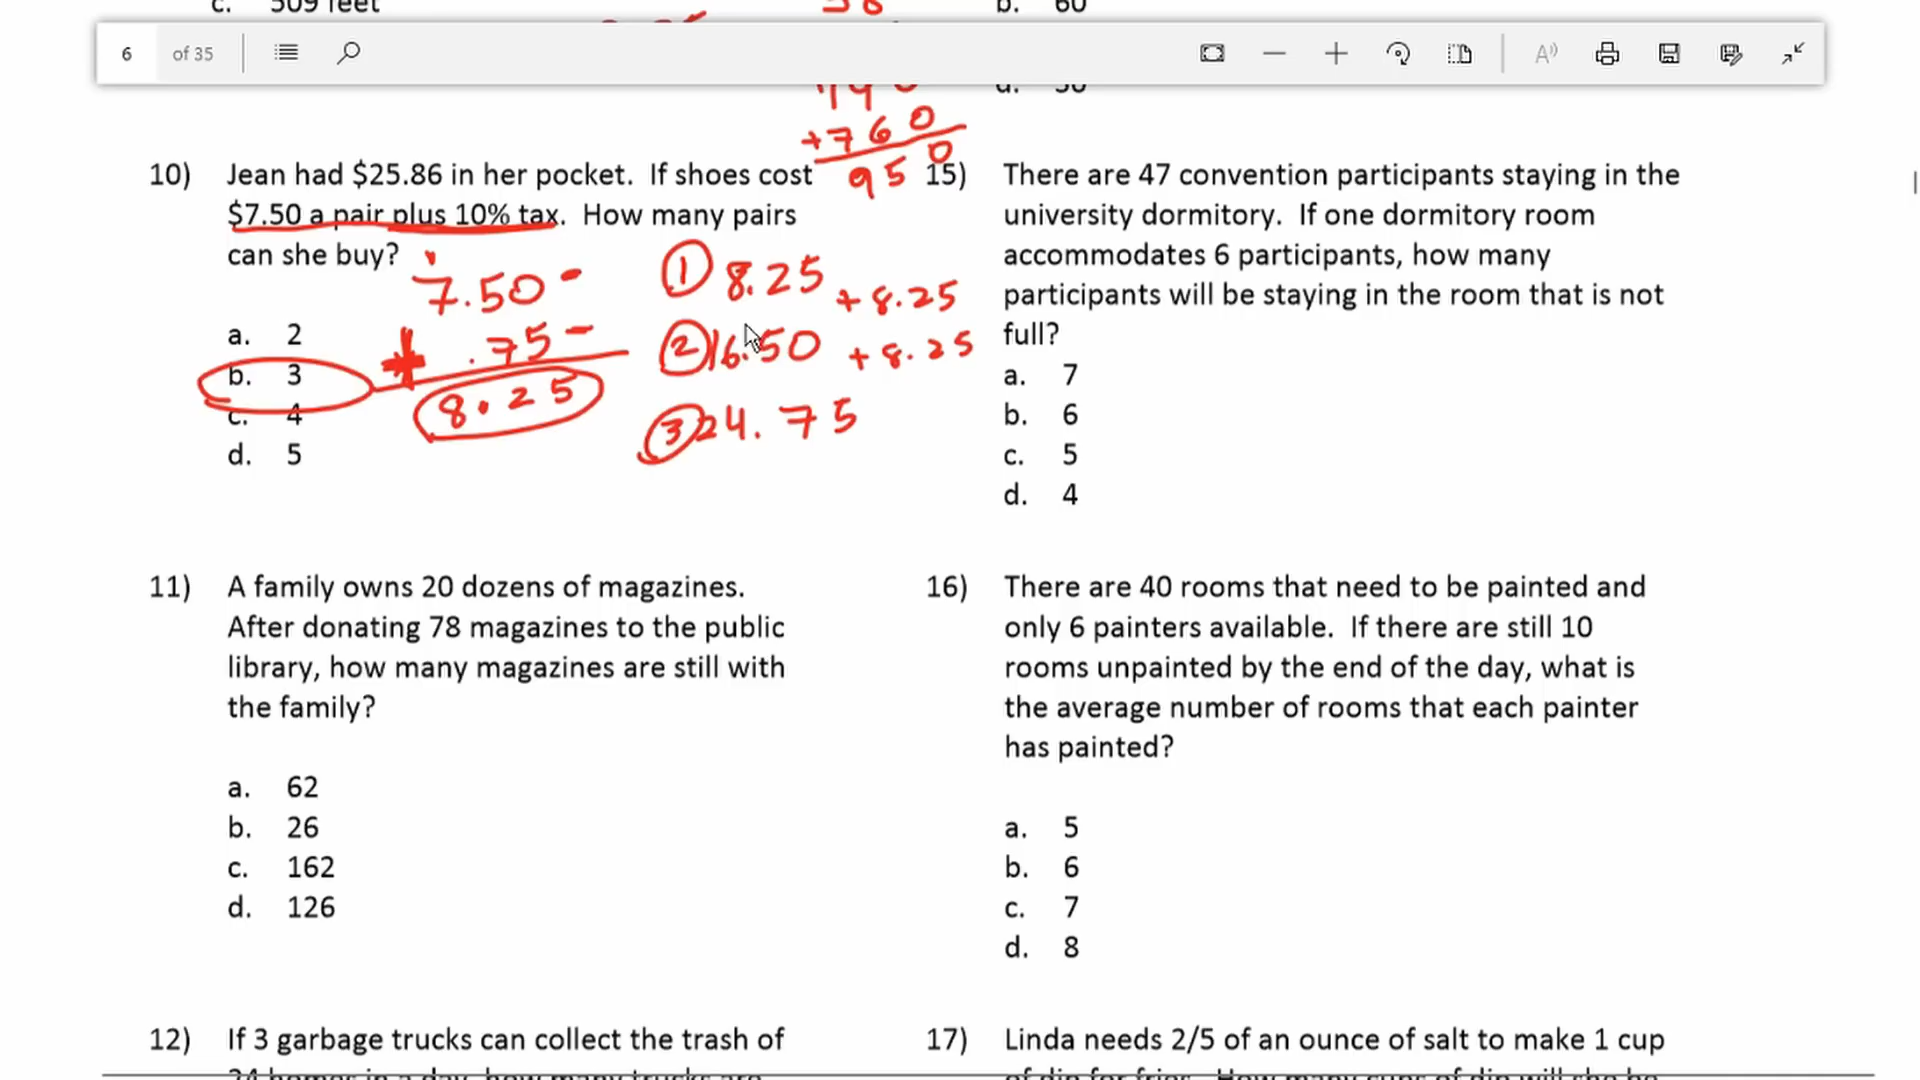 c. 509 feet
b. 60
6 of 35
+760
950
10) Jean had $25.86 in her pocket. If shoes cost
$7.50 a pair plus 10% tax. How many pairs
can she buy?
a. 2
b. 3
c. 4
d. 5
7.50
+ .75
8.25
1 8.25 + 8.25
2 16.50 + 8.25
3 24.75
11) A family owns 20 dozens of magazines.
After donating 78 magazines to the public
library, how many magazines are still with
the family?
a. 62
b. 26
c. 162
d. 126
12) If 3 garbage trucks can collect the trash of
15) There are 47 convention participants staying in the
university dormitory. If one dormitory room
accommodates 6 participants, how many
participants will be staying in the room that is not
full?
a. 7
b. 6
c. 5
d. 4
16) There are 40 rooms that need to be painted and
only 6 painters available. If there are still 10
rooms unpainted by the end of the day, what is
the average number of rooms that each painter
has painted?
a. 5
b. 6
c. 7
d. 8
17) Linda needs 2/5 of an ounce of salt to make 1 cup